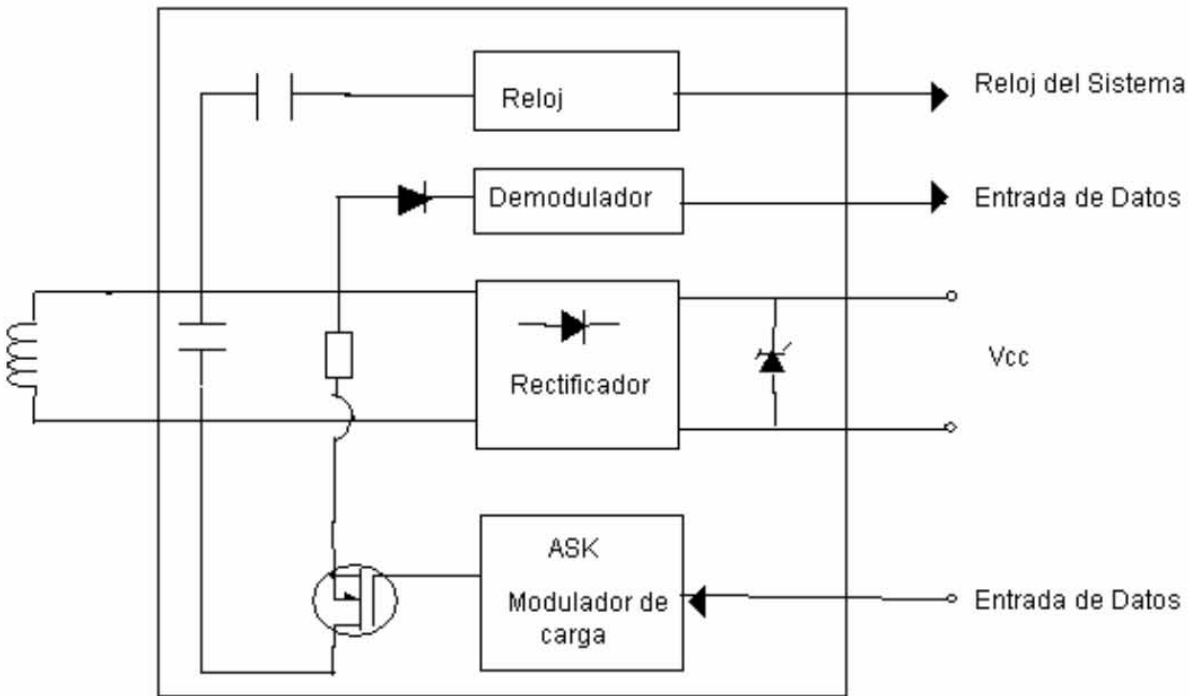 Reloj
Reloj del Sistema
Demodulador
Entrada de Datos
Rectificador
Vcc
ASK
Modulador de
carga
Entrada de Datos